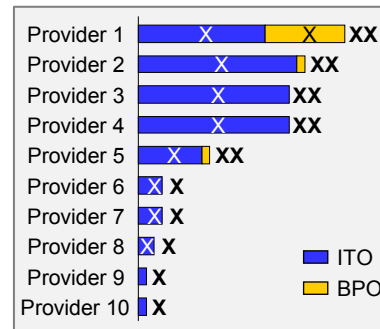 Provider 1 X X XX
Provider 2 X XX
Provider 3 X XX
Provider 4 X XX
Provider 5 X XX
Provider 6 X X
Provider 7 X X
Provider 8 X X
Provider 9 X
Provider 10 X
ITO
BPO